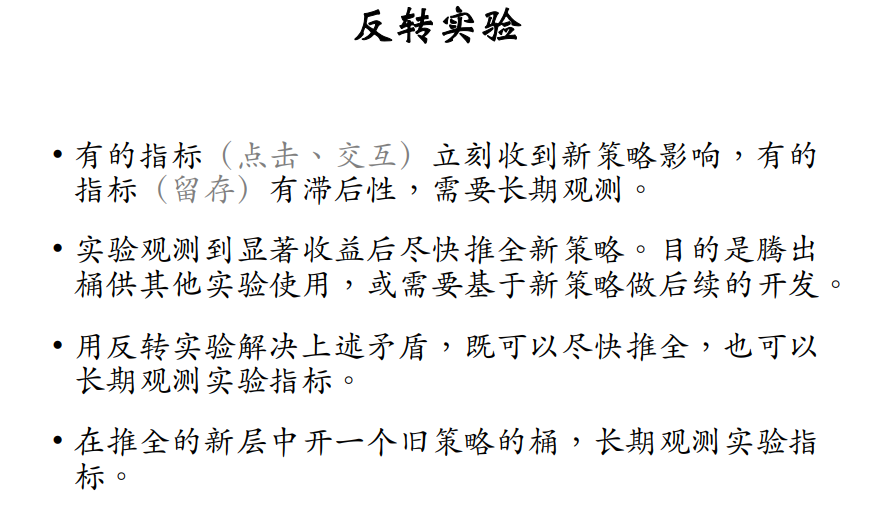 反转实验
• 有的指标（点击、交互）立刻收到新策略影响，有的
指标（留存）有滞后性，需要长期观测。
• 实验观测到显著收益后尽快推全新策略。目的是腾出
桶供其他实验使用，或需要基于新策略做后续的开发。
• 用反转实验解决上述矛盾，既可以尽快推全，也可以
长期观测实验指标。
• 在推全的新层中开一个旧策略的桶，长期观测实验指
标。